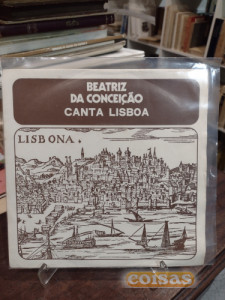 BEATRIZ
DA CONCEIÇÃO
CANTA LISBOA
LISBONA.
coisas